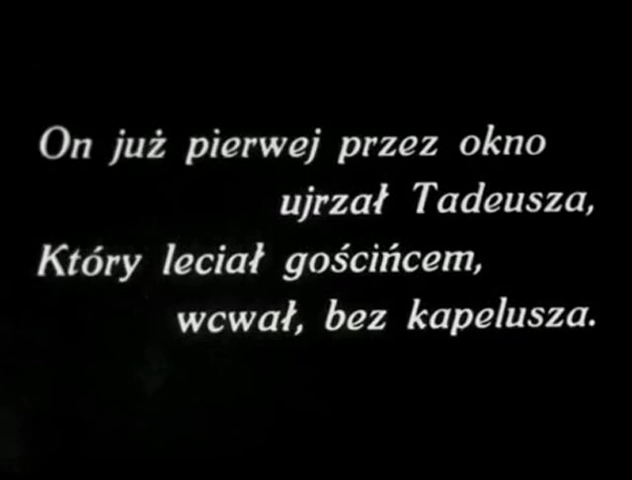 On już pierwej przez okno
ujrzał Tadeusza,
Który leciał gościńcem,
wcwał, bez kapelusza.